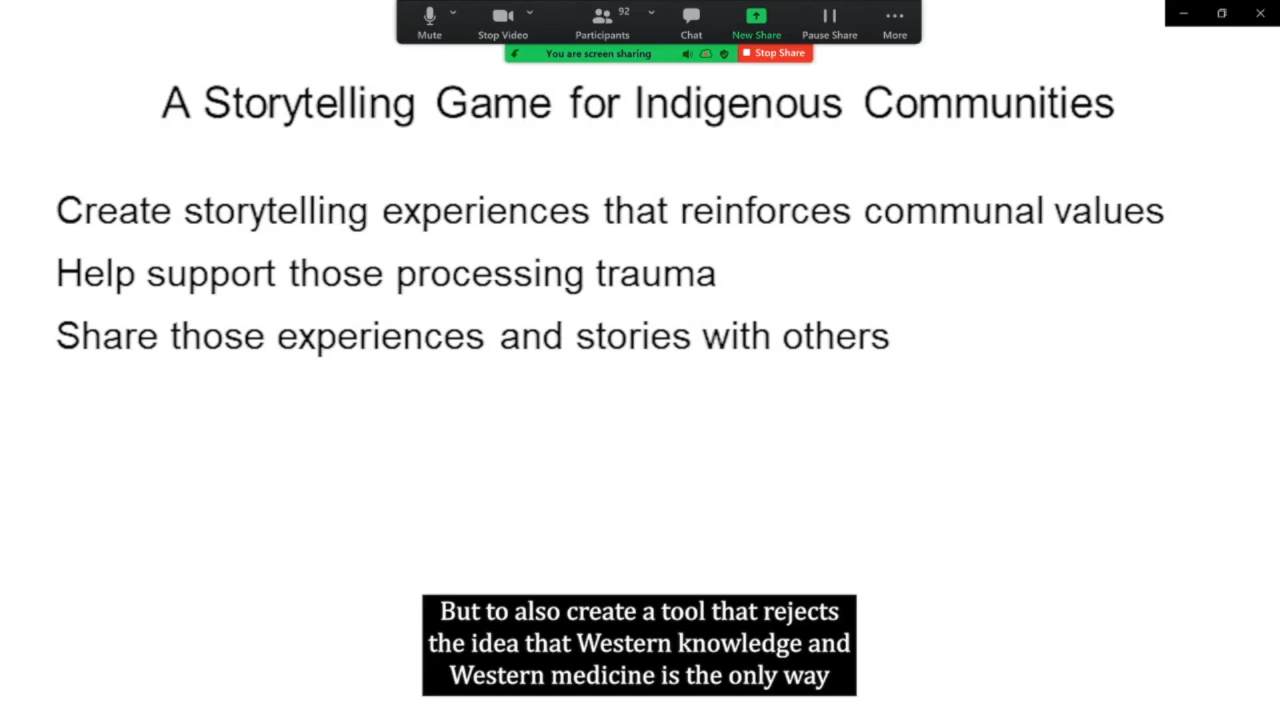 92
Mute
Stop Video
Participants
Chat
New Share
Pause Share
More
You are screen sharing
Stop Share
A Storytelling Game for Indigenous Communities
Create storytelling experiences that reinforces communal values
Help support those processing trauma
Share those experiences and stories with others
But to also create a tool that rejects
the idea that Western knowledge and
Western medicine is the only way